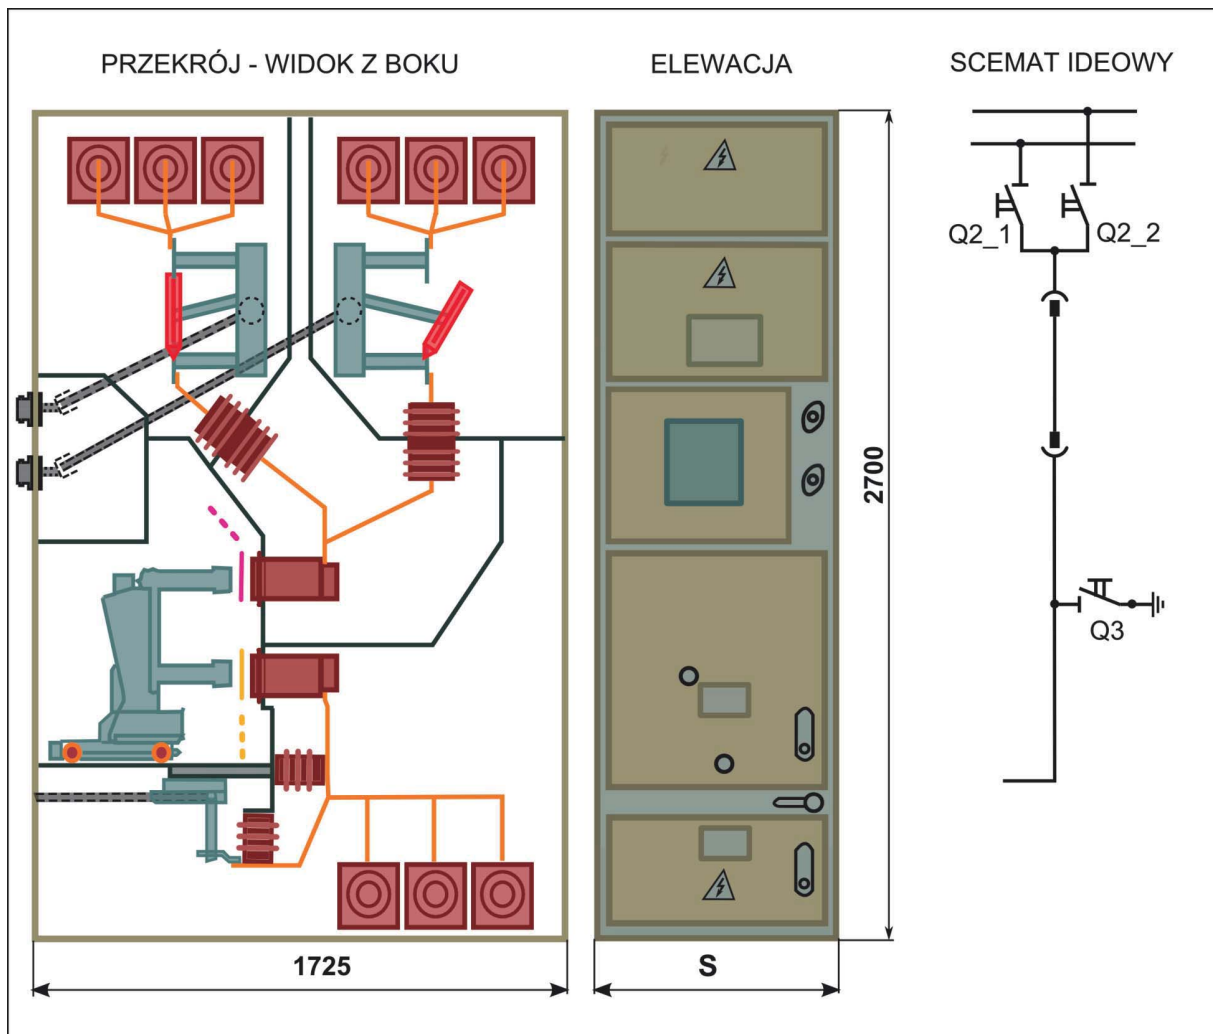 PRZEKRÓJ - WIDOK Z BOKU
ELEWACJA
SCEMAT IDEOWY
Q2_1
Q2_2
2700
Q3
1725
S